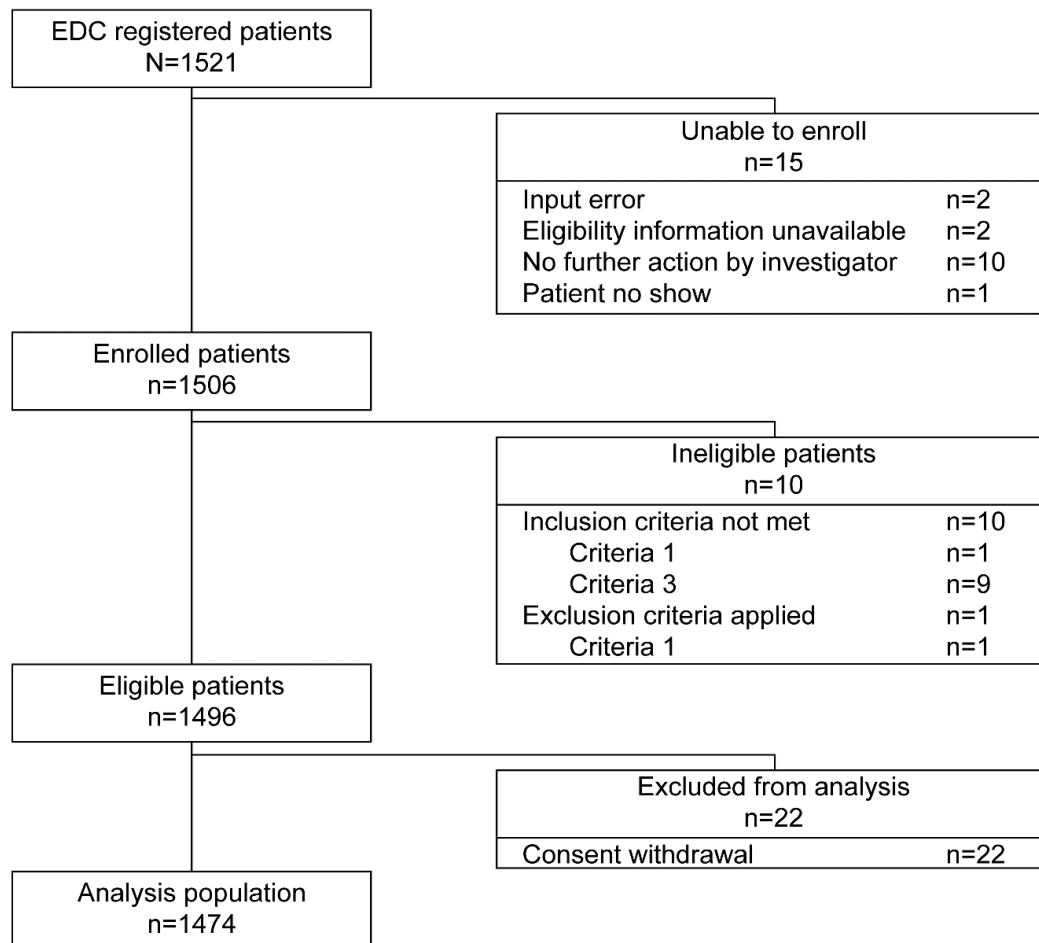 EDC registered patients
N=1521
Unable to enroll
n=15
Input error n=2
Eligibility information unavailable n=2
No further action by investigator n=10
Patient no show n=1
Enrolled patients
n=1506
Ineligible patients
n=10
Inclusion criteria not met n=10
Criteria 1 n=1
Criteria 3 n=9
Exclusion criteria applied n=1
Criteria 1 n=1
Eligible patients
n=1496
Excluded from analysis
n=22
Consent withdrawal n=22
Analysis population
n=1474